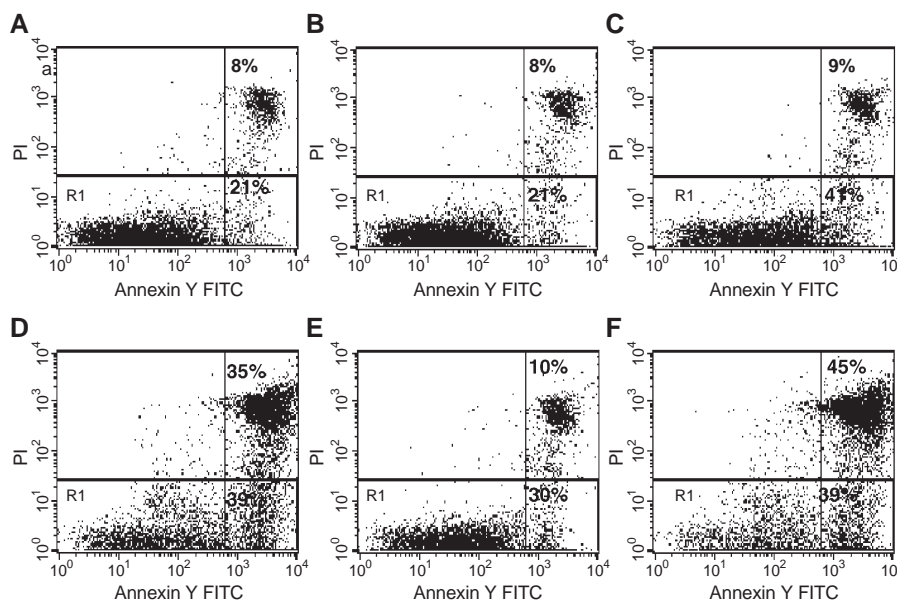 A
10⁴
a
8%
10³
PI
10²
21%
10¹
R1
10⁰
10⁰ 10¹ 10² 10³ 10⁴
Annexin Y FITC
B
10⁴
8%
10³
PI
10²
21%
10¹
R1
10⁰
10⁰ 10¹ 10² 10³ 10⁴
Annexin Y FITC
C
10⁴
9%
10³
PI
10²
41%
10¹
R1
10⁰
10⁰ 10¹ 10² 10³ 10⁴
Annexin Y FITC
D
10⁴
35%
10³
PI
10²
39%
10¹
R1
10⁰
10⁰ 10¹ 10² 10³ 10⁴
Annexin Y FITC
E
10⁴
10%
10³
PI
10²
30%
10¹
R1
10⁰
10⁰ 10¹ 10² 10³ 10⁴
Annexin Y FITC
F
10⁴
45%
10³
PI
10²
39%
10¹
R1
10⁰
10⁰ 10¹ 10² 10³ 10⁴
Annexin Y FITC